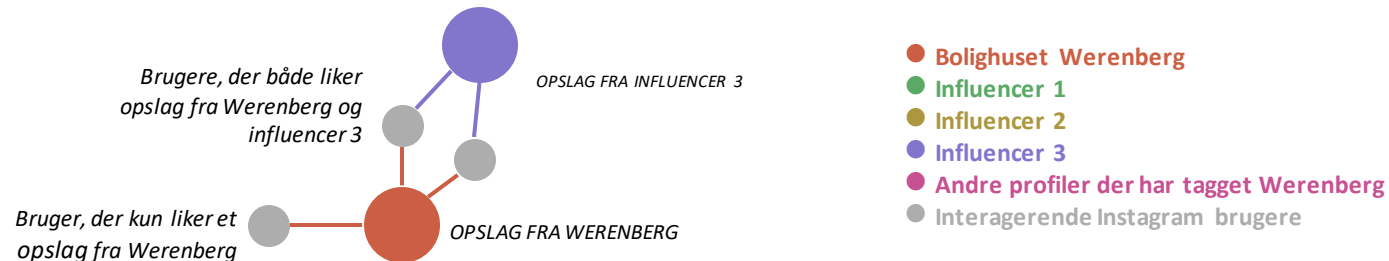 Brugere, der både liker
opslag fra Werenberg og
influencer 3
OPSLAG FRA INFLUENCER 3
Bruger, der kun liker et
opslag fra Werenberg
OPSLAG FRA WERENBERG
Bolighuset Werenberg
Influencer 1
Influencer 2
Influencer 3
Andre profiler der har tagget Werenberg
Interagerende Instagram brugere